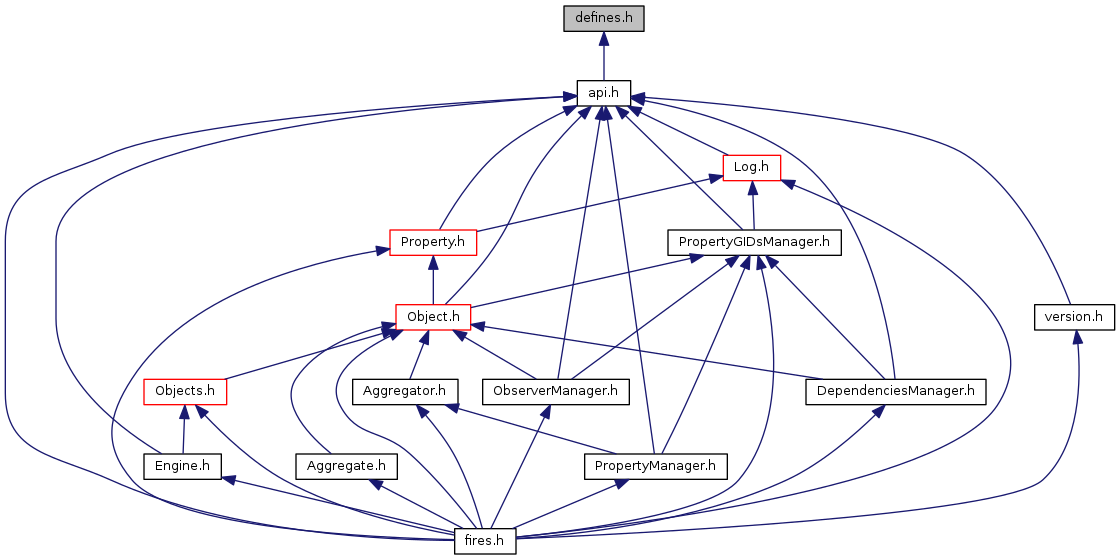 defines.h
api.h
Log.h
Property.h
PropertyGIDsManager.h
Object.h
version.h
Objects.h
Aggregator.h
ObserverManager.h
DependenciesManager.h
Engine.h
Aggregate.h
PropertyManager.h
fires.h